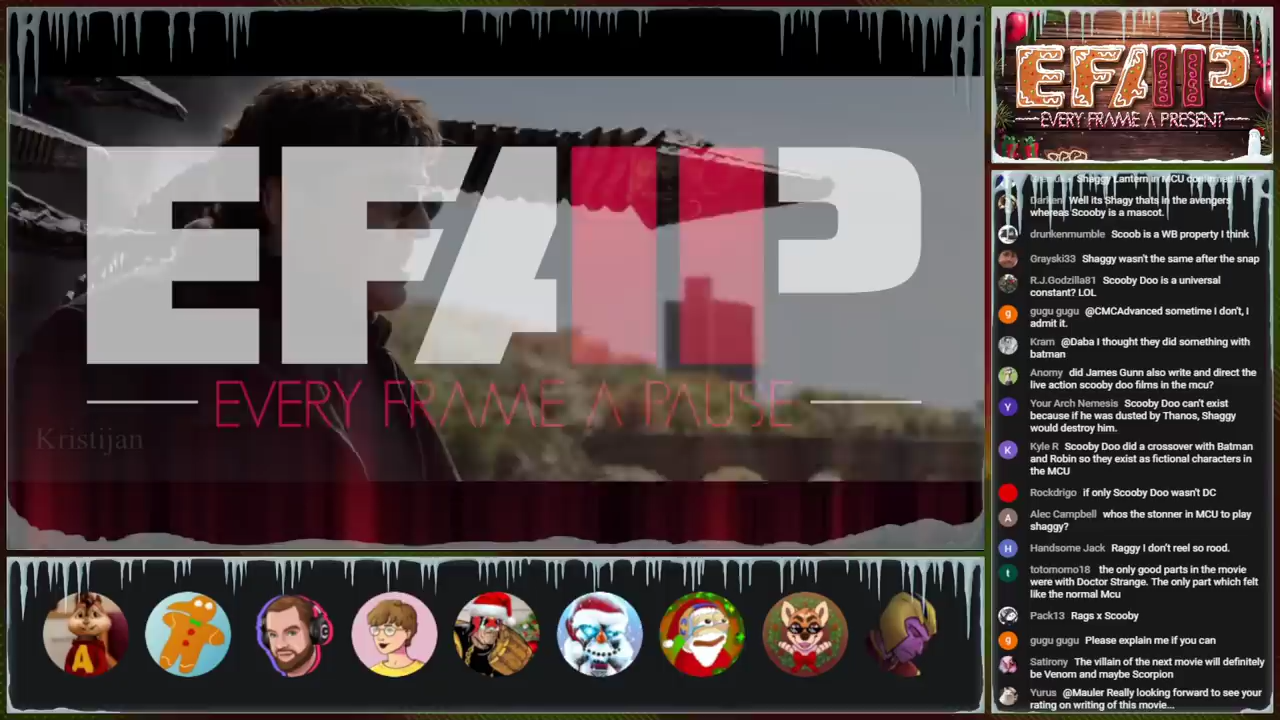 EFAP
EVERY FRAME A PAUSE
Kristijan
A
EFAP
EVERY FRAME A PRESENT
Shaggy Lantern in MCU confirmed
Darken Well its Shagy thats in the avengers
whereas Scooby is a mascot.
drunkenmumble Scoob is a WB property I think
Grayski33 Shaggy wasn't the same after the snap
R.J.Godzilla81 Scooby Doo is a universal
constant? LOL
g
gugu gugu @CMCAdvanced sometime I don't, I
admit it.
Kram @Daba I thought they did something with
batman
Anomy did James Gunn also write and direct the
live action scooby doo films in the mcu?
Y
Your Arch Nemesis Scooby Doo can't exist
because if he was dusted by Thanos, Shaggy
would destroy him.
K
Kyle R Scooby Doo did a crossover with Batman
and Robin so they exist as fictional characters in
the MCU
Rockdrigo if only Scooby Doo wasn't DC
A
Alec Campbell whos the stonner in MCU to play
shaggy?
H
Handsome Jack Raggy I don't reel so rood.
t
totomomo18 the only good parts in the movie
were with Doctor Strange. The only part which felt
like the normal Mcu
Pack13 Rags x Scooby
g
gugu gugu Please explain me if you can
Satirony The villain of the next movie will definitely
be Venom and maybe Scorpion
Yurus @Mauler Really looking forward to see your
rating on writing of this movie...